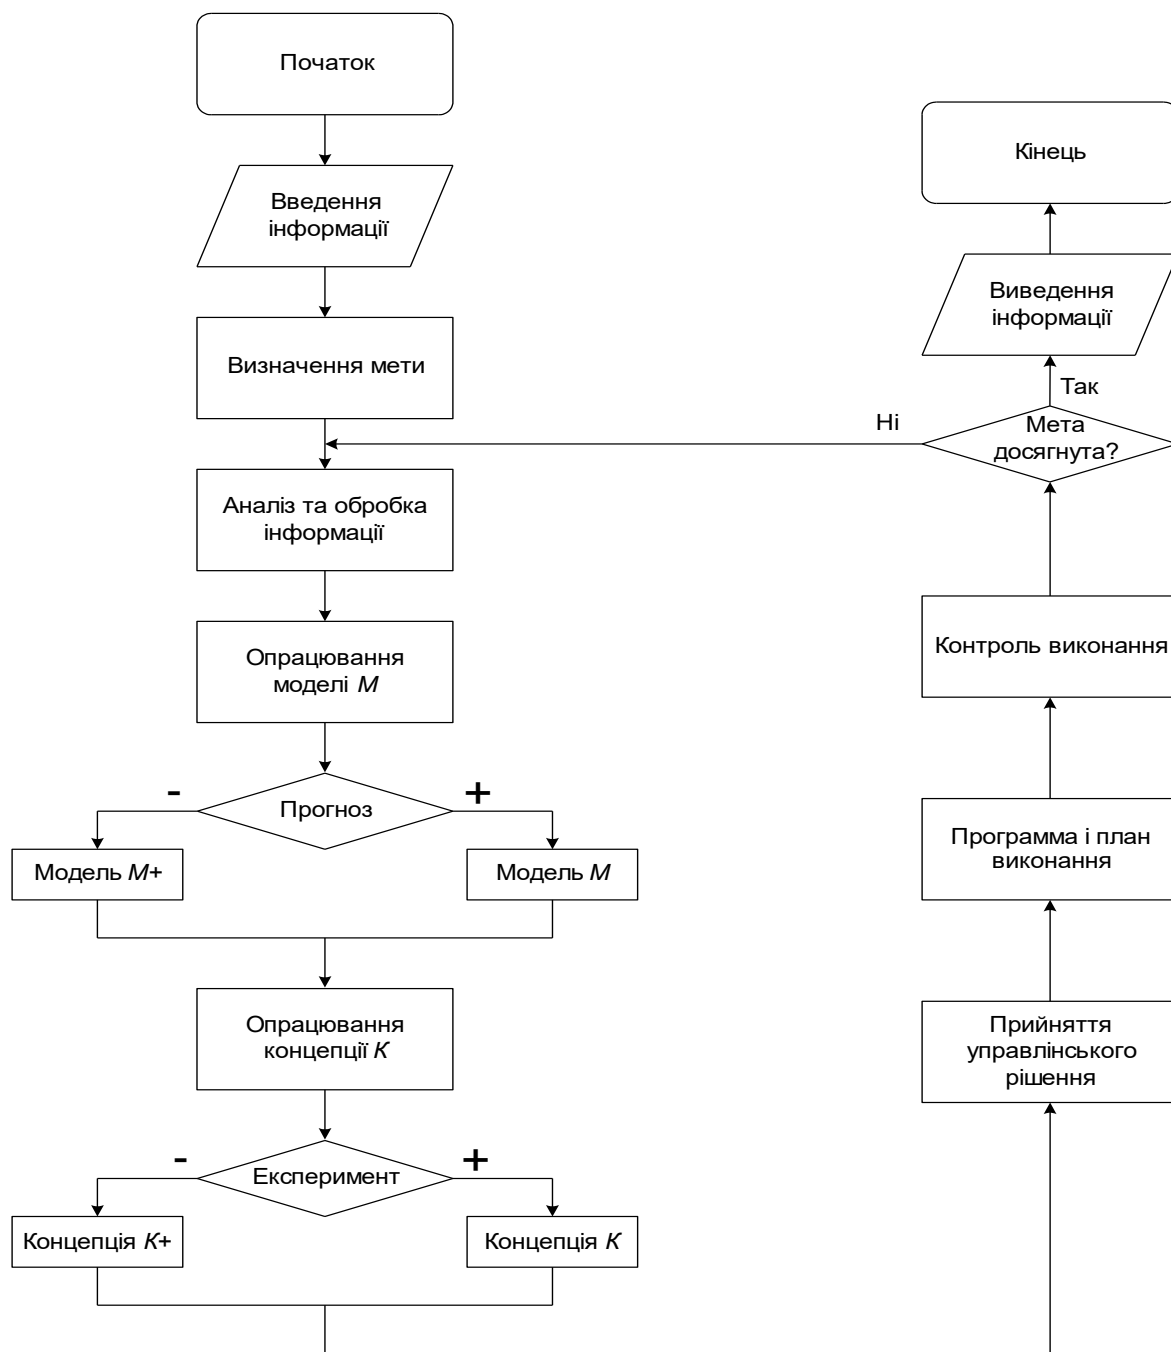 Початок
Введення
інформації
Визначення мети
Аналіз та обробка
інформації
Опрацювання
моделі М
Прогноз
-
+
Модель М+
Модель М
Опрацювання
концепції К
Експеримент
-
+
Концепція К+
Концепція К
Кінець
Виведення
інформації
Так
Ні
Мета
досягнута?
Контроль виконання
Программа і план
виконання
Прийняття
управлінського
рішення